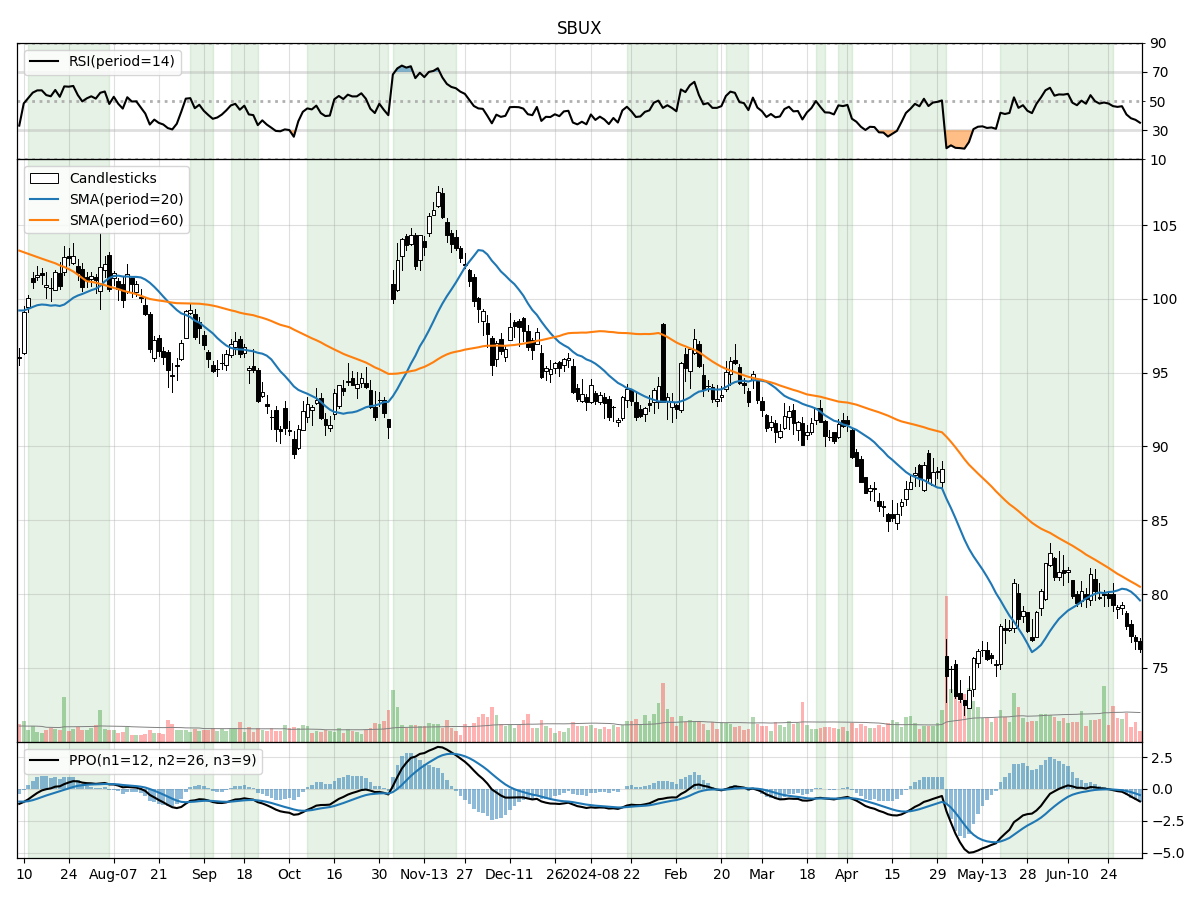 SBUX
RSI(period=14)
90
70
50
30
10
Candlesticks
SMA(period=20)
SMA(period=60)
105
100
95
90
85
80
75
PPO(n1=12, n2=26, n3=9)
2.5
0.0
−2.5
−5.0
10 24 Aug-07 21 Sep 18 Oct 16 30 Nov-13 27 Dec-11 26 2024-08 22 Feb 20 Mar 18 Apr 15 29 May-13 28 Jun-10 24